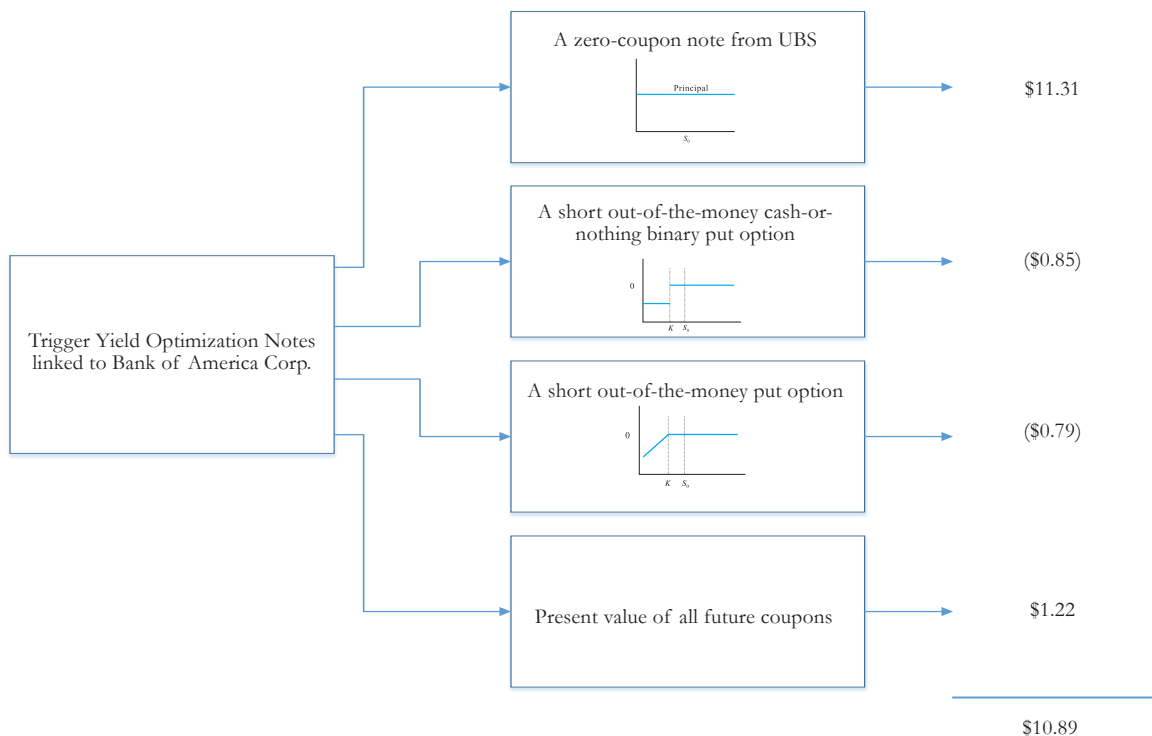 A zero-coupon note from UBS
Principal
S₀
$11.31
A short out-of-the-money cash-or-
nothing binary put option
0
K S₀
($0.85)
Trigger Yield Optimization Notes
linked to Bank of America Corp.
A short out-of-the-money put option
0
K S₀
($0.79)
Present value of all future coupons
$1.22
$10.89